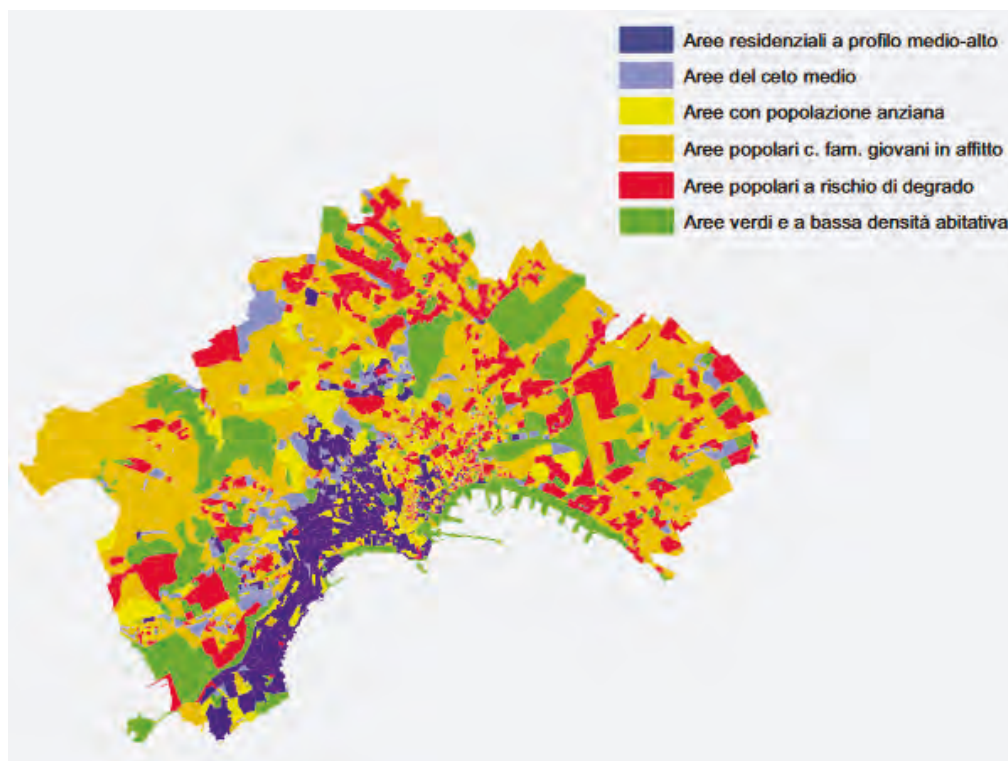 Aree residenziali a profilo medio-alto
Aree del ceto medio
Aree con popolazione anziana
Aree popolari c. fam. giovani in affitto
Aree popolari a rischio di degrado
Aree verdi e a bassa densitá abitativa